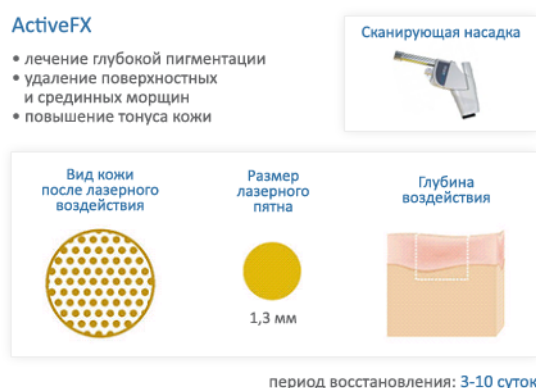 ActiveFX
• лечение глубокой пигментации
• удаление поверхностных
• и срединных морщин
• повышение тонуса кожи
Сканирующая насадка
Вид кожи
после лазерного
воздействия
Размер
лазерного
пятна
1,3 мм
Глубина
воздействия
период восстановления: 3-10 суток